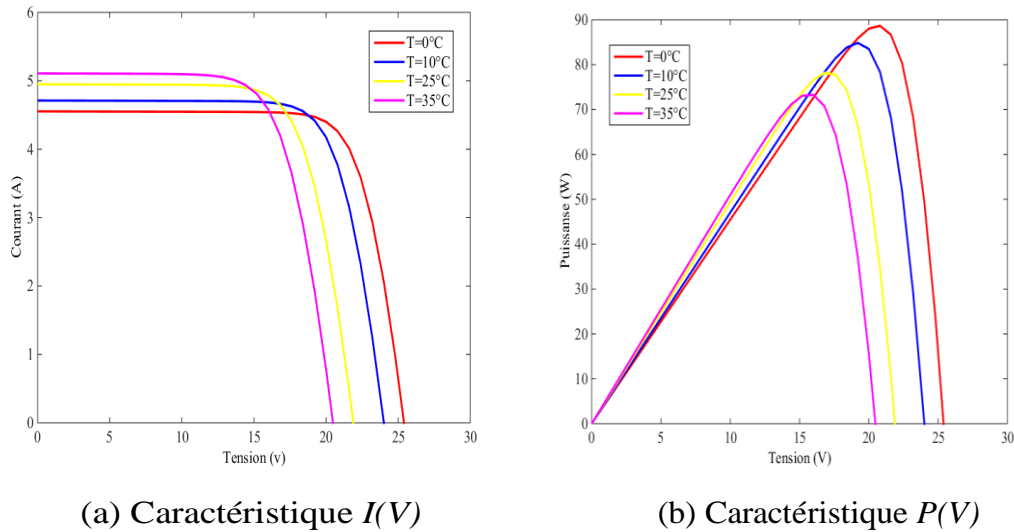 T=0°C
T=10°C
T=25°C
T=35°C
Courant (A)
6
5
4
3
2
1
0
0 5 10 15 20 25 30
Tension (v)
T=0°C
T=10°C
T=25°C
T=35°C
Puissanse (W)
90
80
70
60
50
40
30
20
10
0
0 5 10 15 20 25 30
Tension (V)
(a) Caractéristique I(V)
(b) Caractéristique P(V)